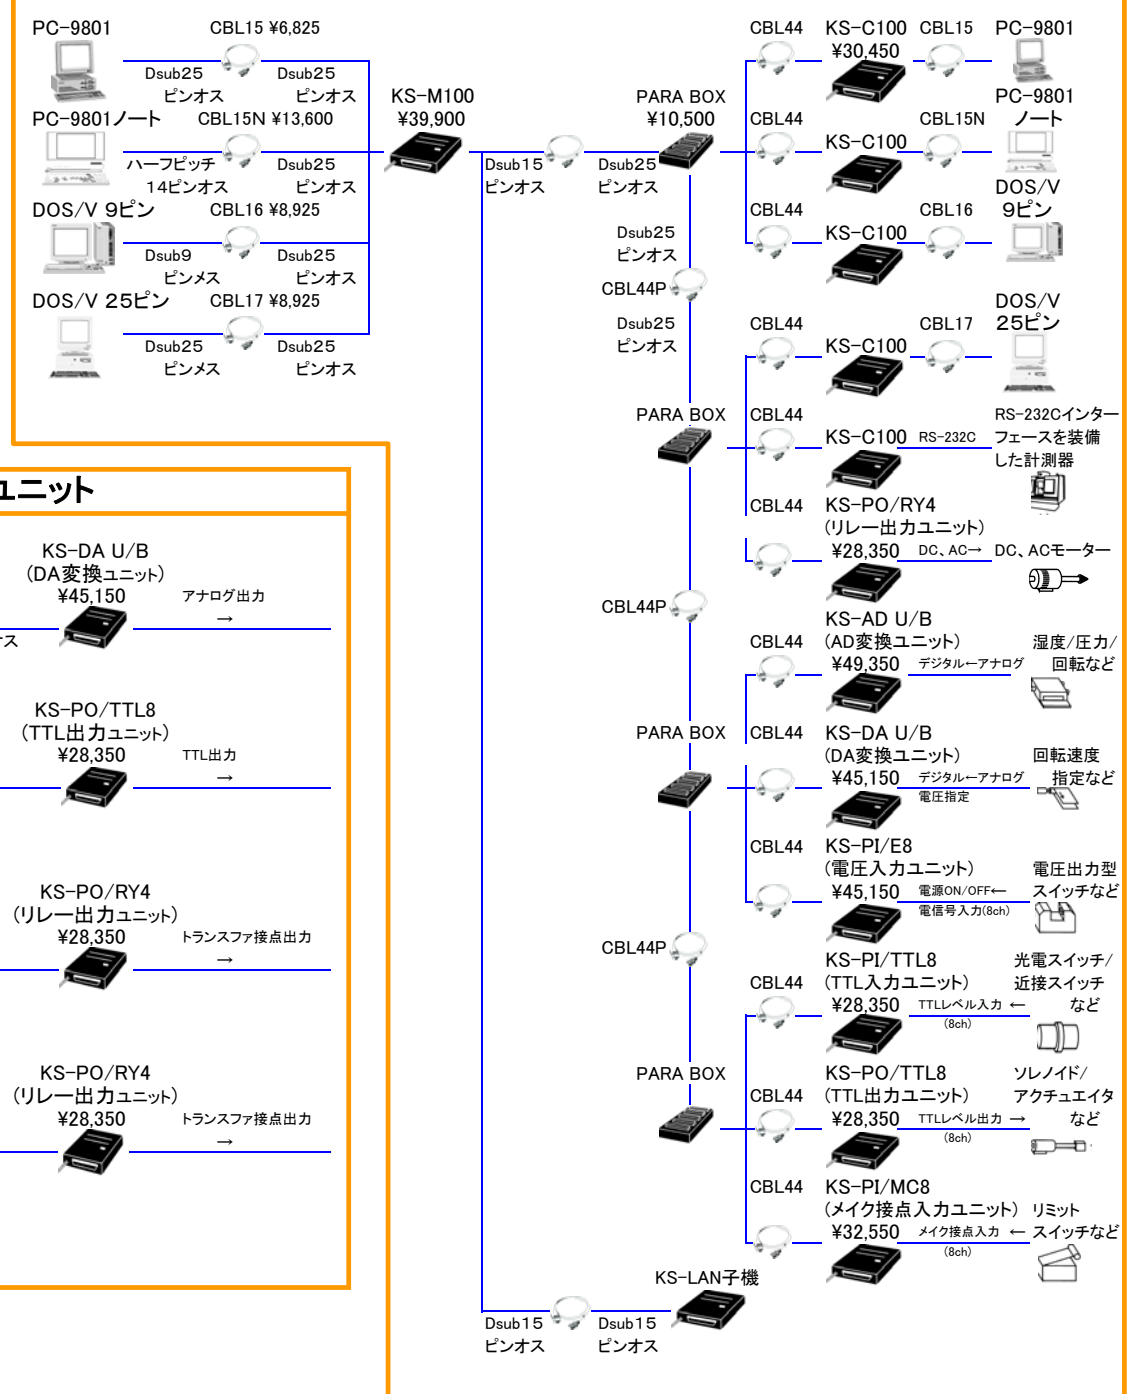 PC-9801
CBL15 ¥6,825
Dsub25
ピンオス
Dsub25
ピンオス
PC-9801ノート
CBL15N ¥13,600
ハーフピッチ
14ピンオス
Dsub25
ピンオス
DOS/V 9ピン
CBL16 ¥8,925
Dsub9
ピンメス
Dsub25
ピンオス
DOS/V 25ピン
CBL17 ¥8,925
Dsub25
ピンメス
Dsub25
ピンオス
KS-M100
¥39,900
Dsub15
ピンオス
Dsub25
ピンオス
PARA BOX
¥10,500
CBL44
KS-C100
¥30,450
CBL15
PC-9801
CBL44
KS-C100
CBL15N
PC-9801
ノート
CBL44
KS-C100
CBL16
DOS/V
9ピン
Dsub25
ピンオス
CBL44P
Dsub25
ピンオス
CBL44
KS-C100
CBL17
DOS/V
25ピン
PARA BOX
CBL44
KS-C100
RS-232C
RS-232Cインター
フェースを装備
した計測器
CBL44
KS-PO/RY4
(リレー出力ユニット)
¥28,350
DC、AC→
DC、ACモーター
CBL44P
CBL44
KS-AD U/B
(AD変換ユニット)
¥49,350
デジタル←アナログ
湿度/圧力/
回転など
PARA BOX
CBL44
KS-DA U/B
(DA変換ユニット)
¥45,150
デジタル←アナログ
電圧指定
回転速度
指定など
CBL44
KS-PI/E8
(電圧入力ユニット)
¥45,150
電源ON/OFF←
電信号入力(8ch)
電圧出力型
スイッチなど
CBL44P
CBL44
KS-PI/TTL8
(TTL入力ユニット)
¥28,350
TTLレベル入力 ←
(8ch)
光電スイッチ/
近接スイッチ
など
PARA BOX
CBL44
KS-PO/TTL8
(TTL出力ユニット)
¥28,350
TTLレベル出力 →
(8ch)
ソレノイド/
アクチュエイタ
など
CBL44
KS-PI/MC8
(メイク接点入力ユニット)
¥32,550
メイク接点入力 ←
(8ch)
リミット
スイッチなど
KS-LAN子機
Dsub15
ピンオス
Dsub15
ピンオス
ユニット
KS-DA U/B
(DA変換ユニット)
¥45,150
アナログ出力
→
ス
KS-PO/TTL8
(TTL出力ユニット)
¥28,350
TTL出力
→
KS-PO/RY4
(リレー出力ユニット)
¥28,350
トランスファ接点出力
→
KS-PO/RY4
(リレー出力ユニット)
¥28,350
トランスファ接点出力
→